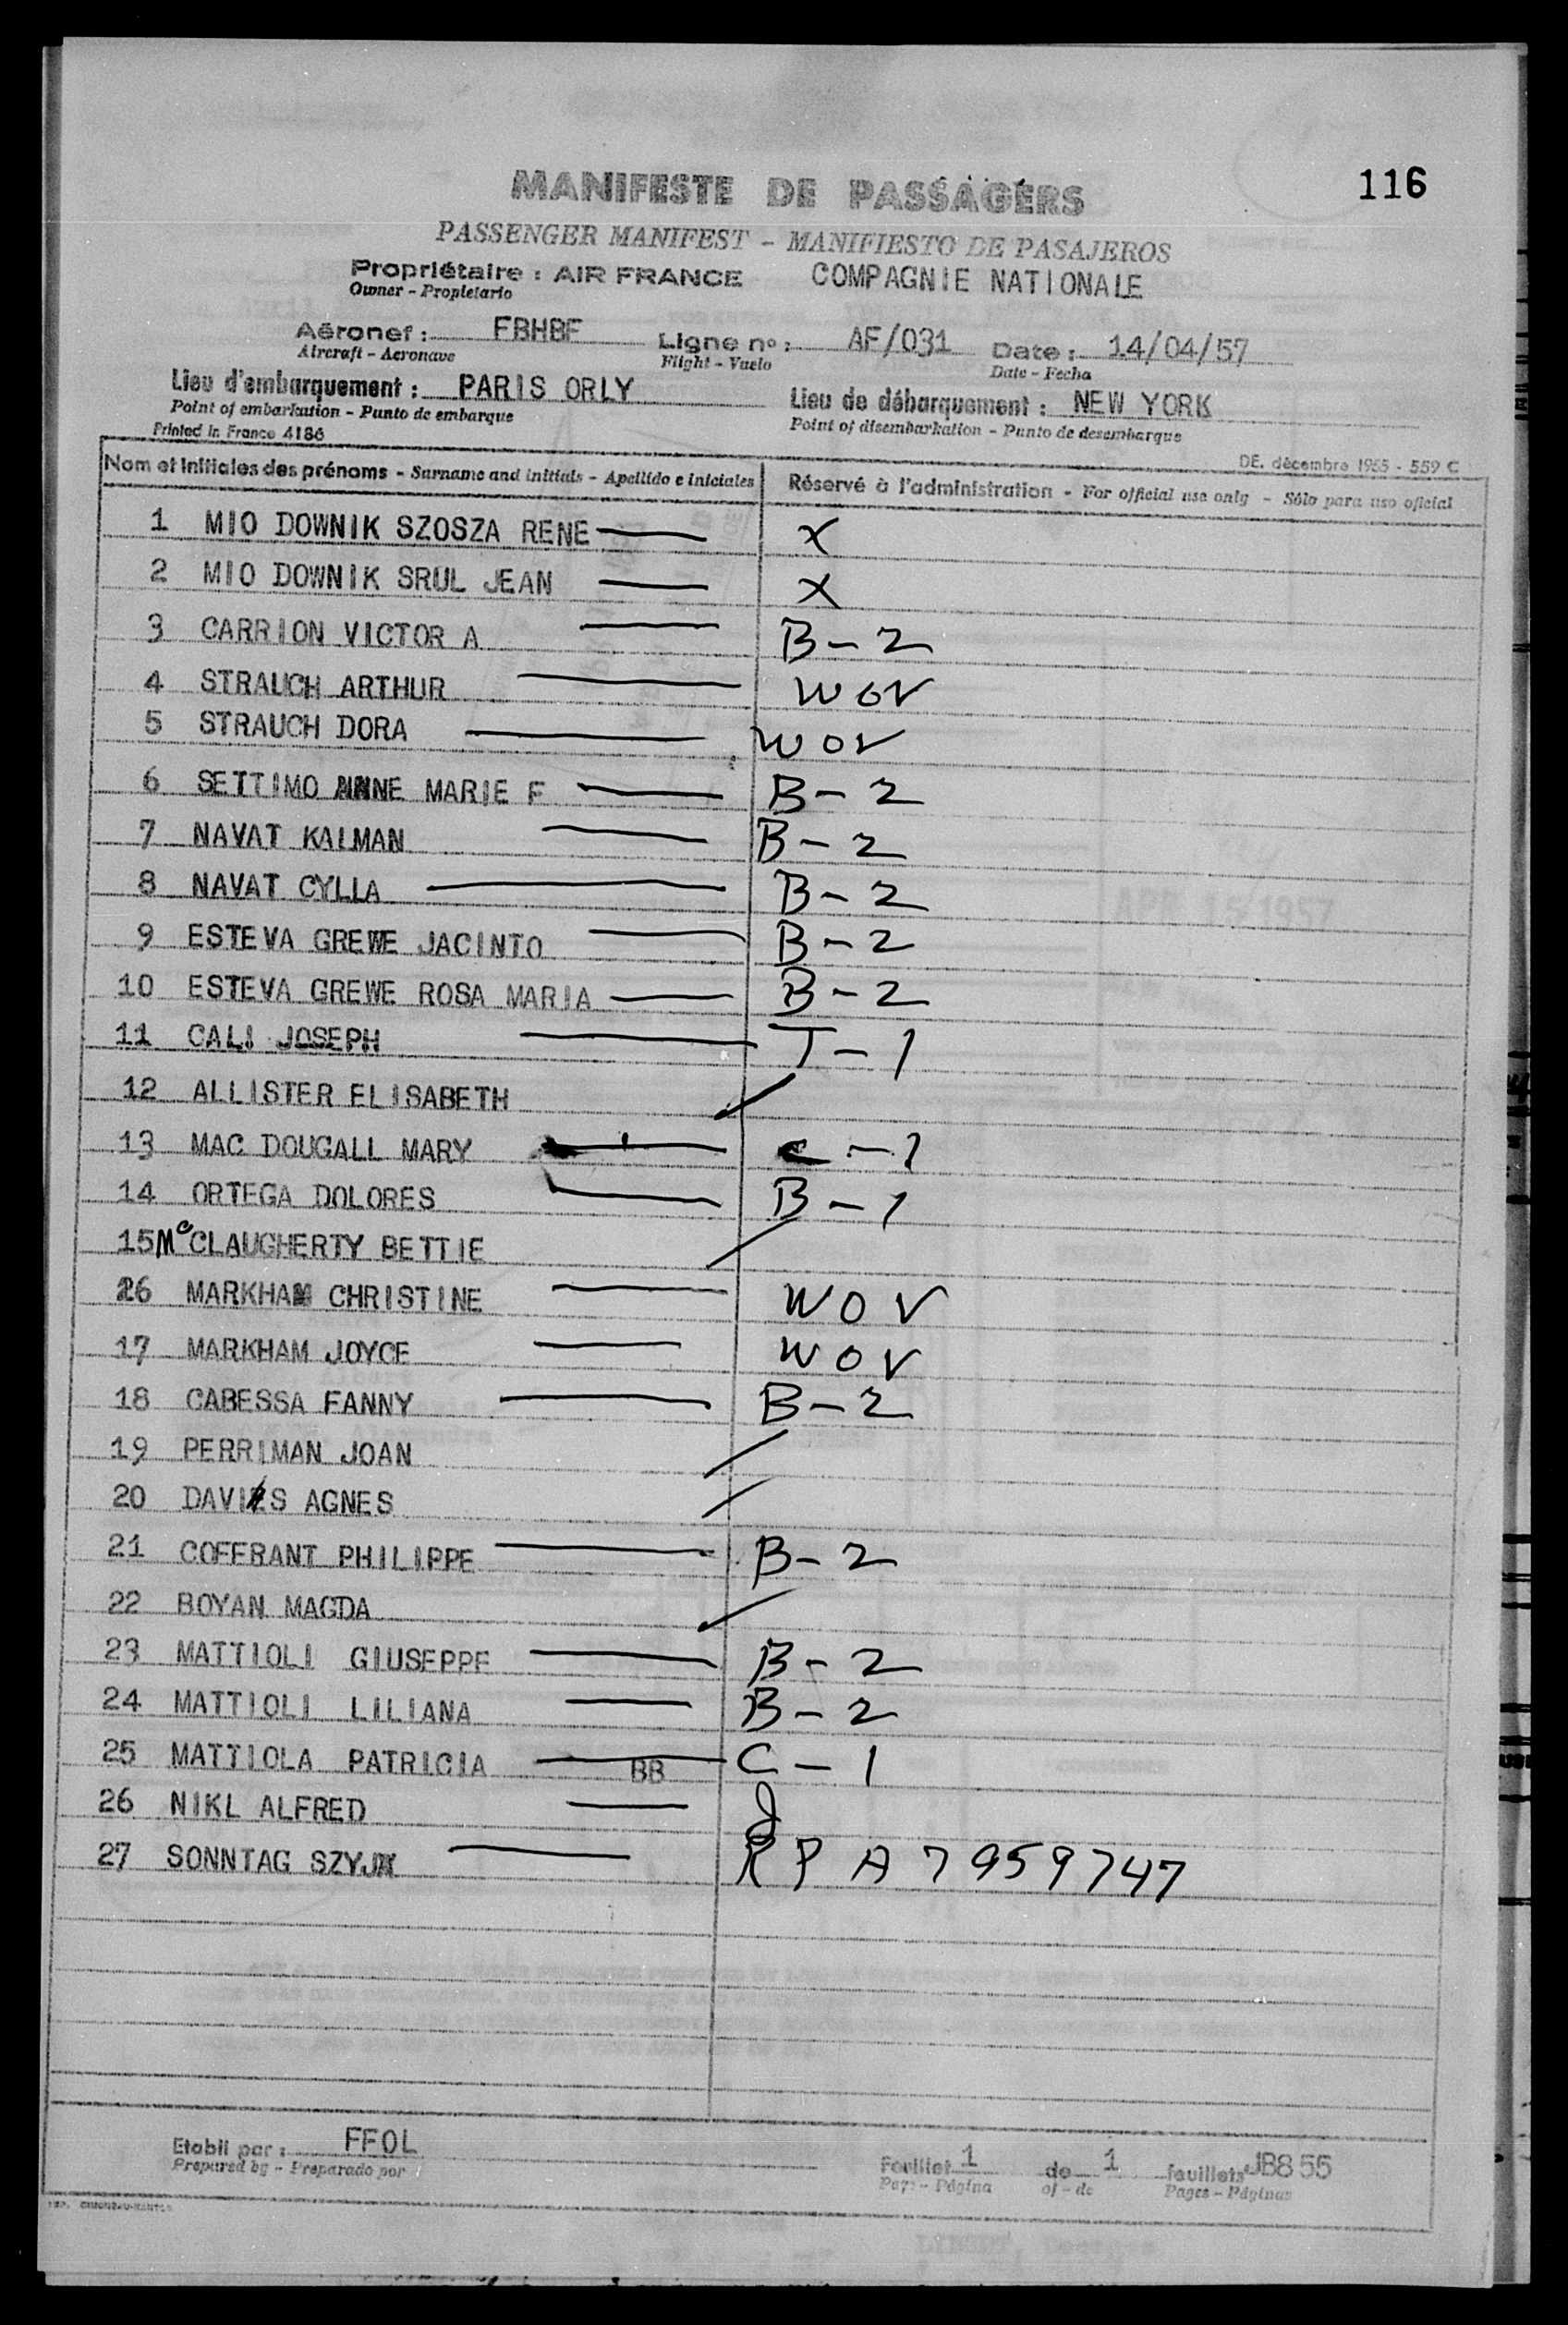 116
MANIFESTE DE PASSAGERS
PASSENGER MANIFEST - MANIFIESTO DE PASAJEROS
Propriétaire : AIR FRANCE COMPAGNIE NATIONALE
Owner - Propietario
Aéronef : FBHBF Ligne nº : AF/031 Date : 14/04/57
Aircraft - Aeronave Flight - Vuelo Date - Fecha
Lieu d'embarquement : PARIS ORLY Lieu de débarquement : NEW YORK
Point of embarkation - Punto de embarque Point of disembarkation - Punto de desembarque
Printed in France 4186 DE. décembre 1955 - 559 C
Nom et initiales des prénoms - Surname and initials - Apellido e iniciales Réservé à l'administration - For official use only - Sólo para uso oficial
1 MIO DOWNIK SZOSZA RENE X
2 MIO DOWNIK SRUL JEAN X
3 CARRION VICTOR A B-2
4 STRAUCH ARTHUR WOV
5 STRAUCH DORA WOV
6 SETTIMO ANNE MARIE F B-2
7 NAVAT KALMAN B-2
8 NAVAT CYLLA B-2
9 ESTEVA GREWE JACINTO B-2
10 ESTEVA GREWE ROSA MARIA B-2
11 CALI JOSEPH T-1
12 ALLISTER ELISABETH
13 MAC DOUGALL MARY C-1
14 ORTEGA DOLORES B-1
15 Mc CLAUGHERTY BETTIE
26 MARKHAM CHRISTINE WOV
17 MARKHAM JOYCE WOV
18 CABESSA FANNY B-2
19 PERRIMAN JOAN
20 DAVIS AGNES
21 COFFRANT PHILIPPE B-2
22 BOYAN MAGDA
23 MATTIOLI GIUSEPPE B-2
24 MATTIOLI LILIANA B-2
25 MATTIOLA PATRICIA BB C-1
26 NIKL ALFRED
27 SONNTAG RP A7959747
Etabli par : FFOL Feuillet 1 de 1 feuillets JB855
Prepared by - Preparado por Page - Página of - de Pages - Páginas